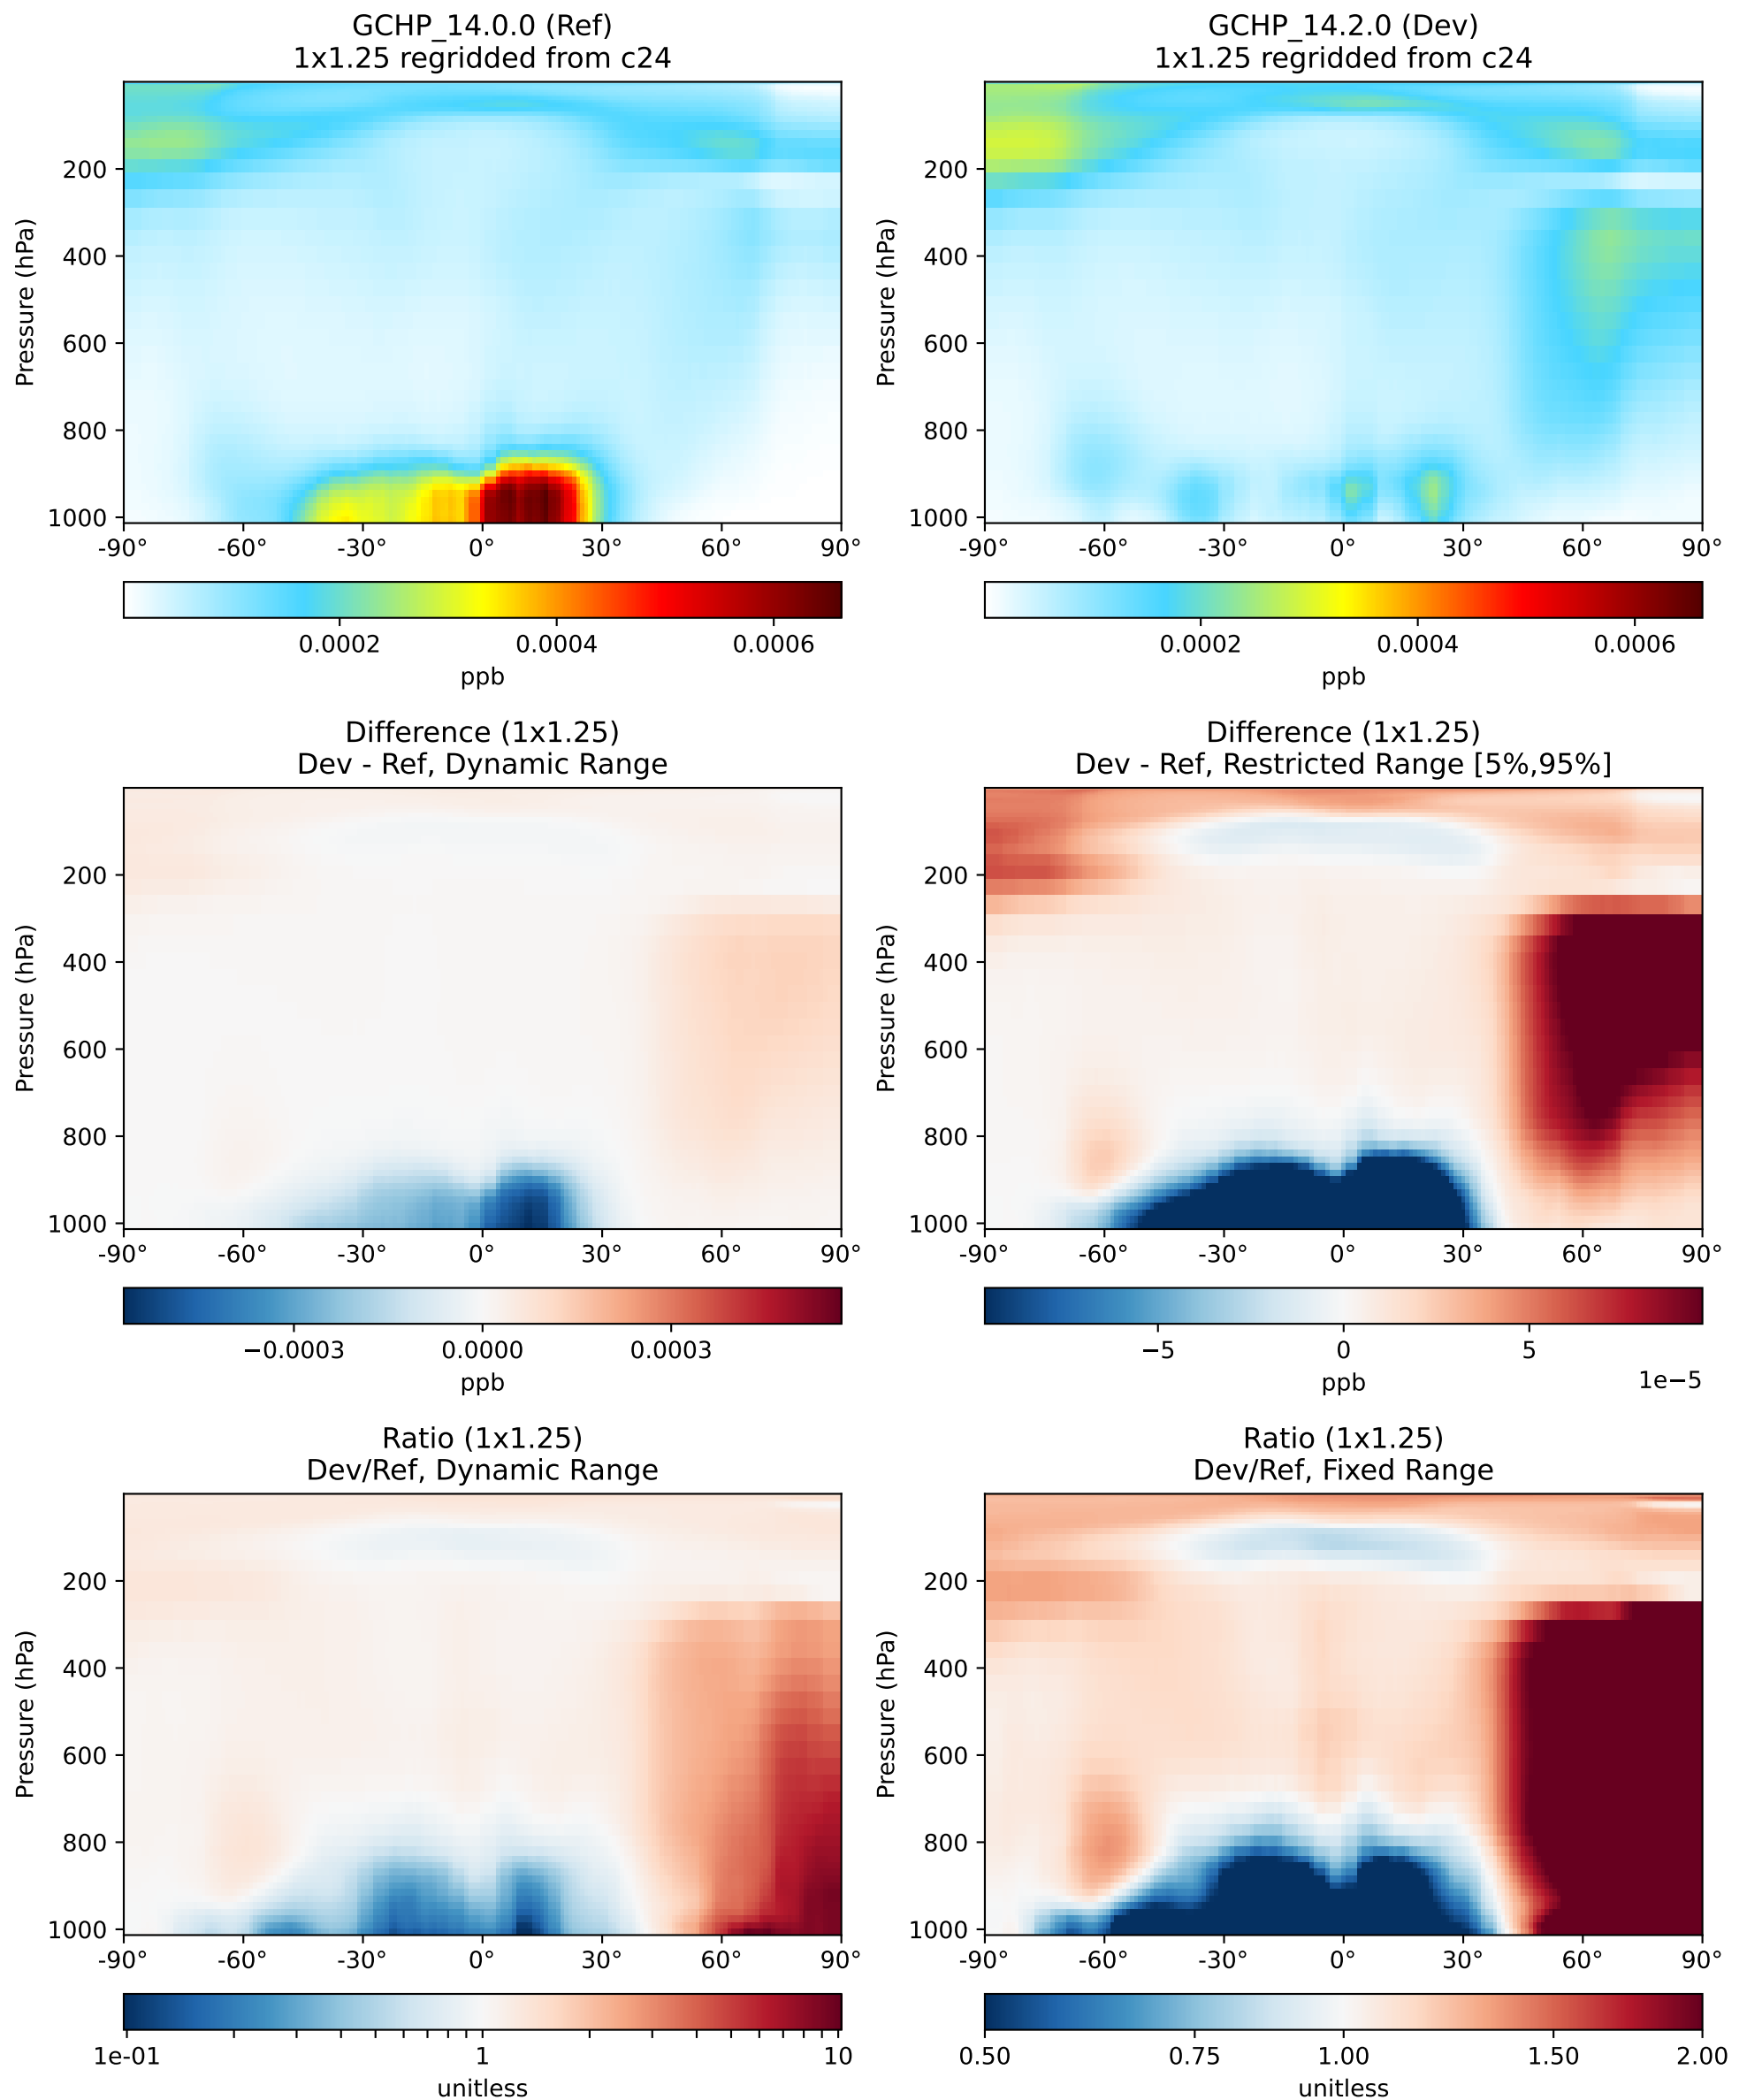 GCHP_14.0.0 (Ref)
1x1.25 regridded from c24
Pressure (hPa)
200
400
600
800
1000
-90° -60° -30° 0° 30° 60° 90°
0.0002 0.0004 0.0006
ppb
GCHP_14.2.0 (Dev)
1x1.25 regridded from c24
Pressure (hPa)
200
400
600
800
1000
-90° -60° -30° 0° 30° 60° 90°
0.0002 0.0004 0.0006
ppb
Difference (1x1.25)
Dev - Ref, Dynamic Range
Pressure (hPa)
200
400
600
800
1000
-90° -60° -30° 0° 30° 60° 90°
−0.0003 0.0000 0.0003
ppb
Difference (1x1.25)
Dev - Ref, Restricted Range [5%,95%]
Pressure (hPa)
200
400
600
800
1000
-90° -60° -30° 0° 30° 60° 90°
−5 0 5
ppb
1e−5
Ratio (1x1.25)
Dev/Ref, Dynamic Range
Pressure (hPa)
200
400
600
800
1000
-90° -60° -30° 0° 30° 60° 90°
1e-01 1 10
unitless
Ratio (1x1.25)
Dev/Ref, Fixed Range
Pressure (hPa)
200
400
600
800
1000
-90° -60° -30° 0° 30° 60° 90°
0.50 0.75 1.00 1.50 2.00
unitless